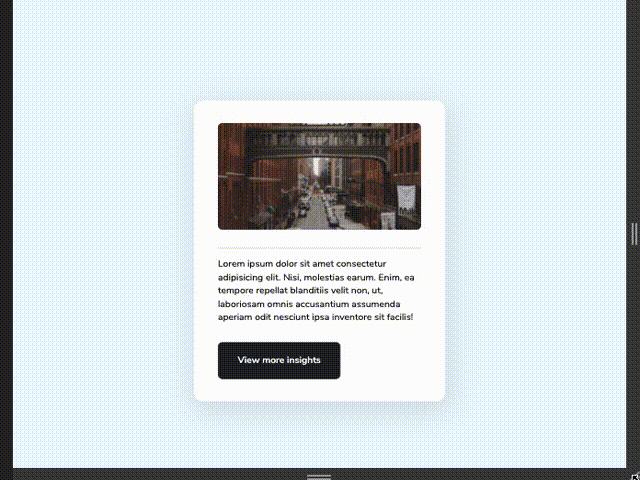 Lorem ipsum dolor sit amet consectetur
adipisicing elit. Nisi, molestias earum. Enim, ea
tempore repellat blanditiis velit non, ut,
laboriosam omnis accusantium assumenda
aperiam odit nesciunt ipsa inventore sit facilis!
View more insights